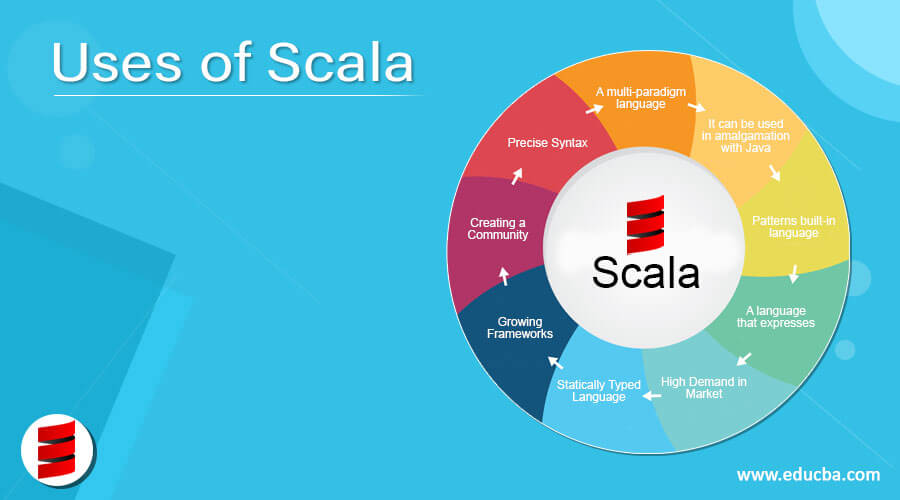 Uses of Scala
A multi-paradigm
language
It can be used
in amalgamation
with Java
Patterns built-in
language
A language
that expresses
High Demand in
Market
Statically Typed
Language
Growing
Frameworks
Creating a
Community
Precise Syntax
Scala
www.educba.com